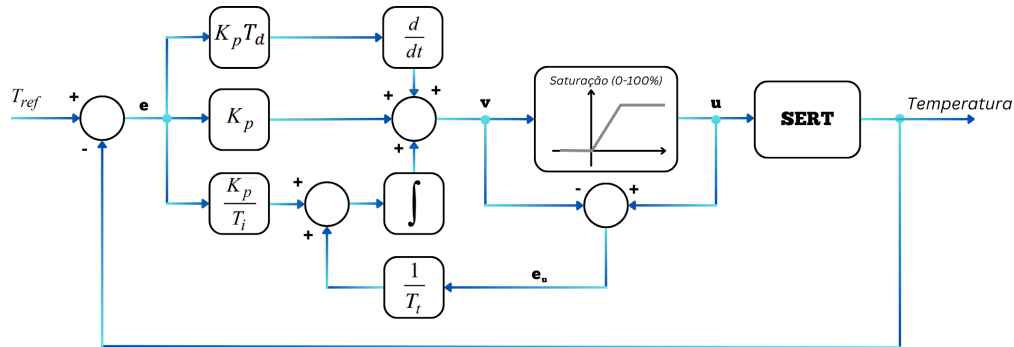 K_p T_d
d/dt
Saturação (0-100%)
T_ref
+
e
-
K_p
+
+
+
v
u
SERT
Temperatura
K_p/T_i
+
+
∫
-
+
1/T_t
e_u